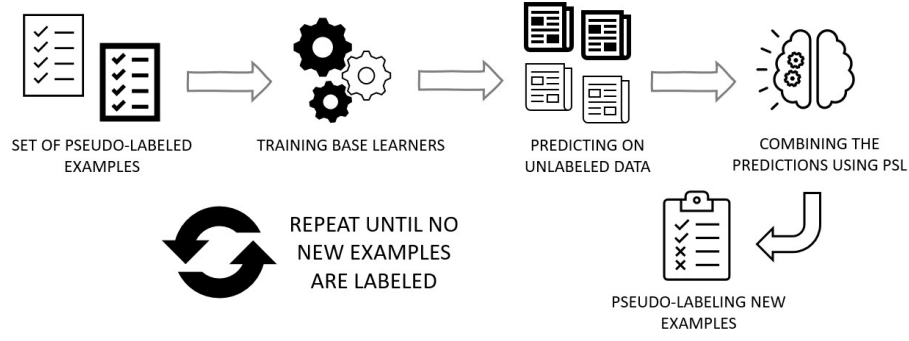 SET OF PSEUDO-LABELED
EXAMPLES
TRAINING BASE LEARNERS
PREDICTING ON
UNLABELED DATA
COMBINING THE
PREDICTIONS USING PSL
REPEAT UNTIL NO
NEW EXAMPLES
ARE LABELED
PSEUDO-LABELING NEW
EXAMPLES